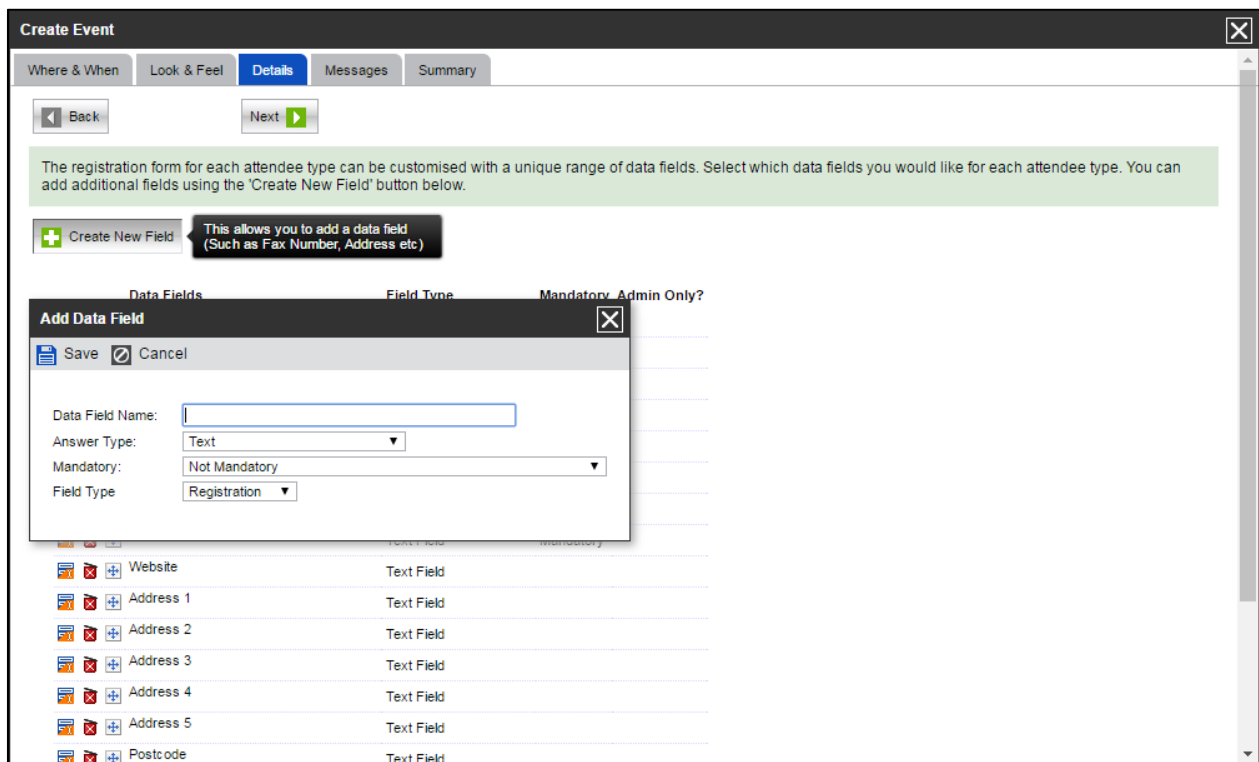 Create Event
Where & When Look & Feel Details Messages Summary
Back Next
The registration form for each attendee type can be customised with a unique range of data fields. Select which data fields you would like for each attendee type. You can
add additional fields using the 'Create New Field' button below.
Create New Field
This allows you to add a data field
(Such as Fax Number, Address etc)
Data Fields Field Type Mandatory Admin Only?
Add Data Field
Save Cancel
Data Field Name:
Answer Type: Text
Mandatory: Not Mandatory
Field Type Registration
Text Field Mandatory
Website Text Field
Address 1 Text Field
Address 2 Text Field
Address 3 Text Field
Address 4 Text Field
Address 5 Text Field
Postcode Text Field